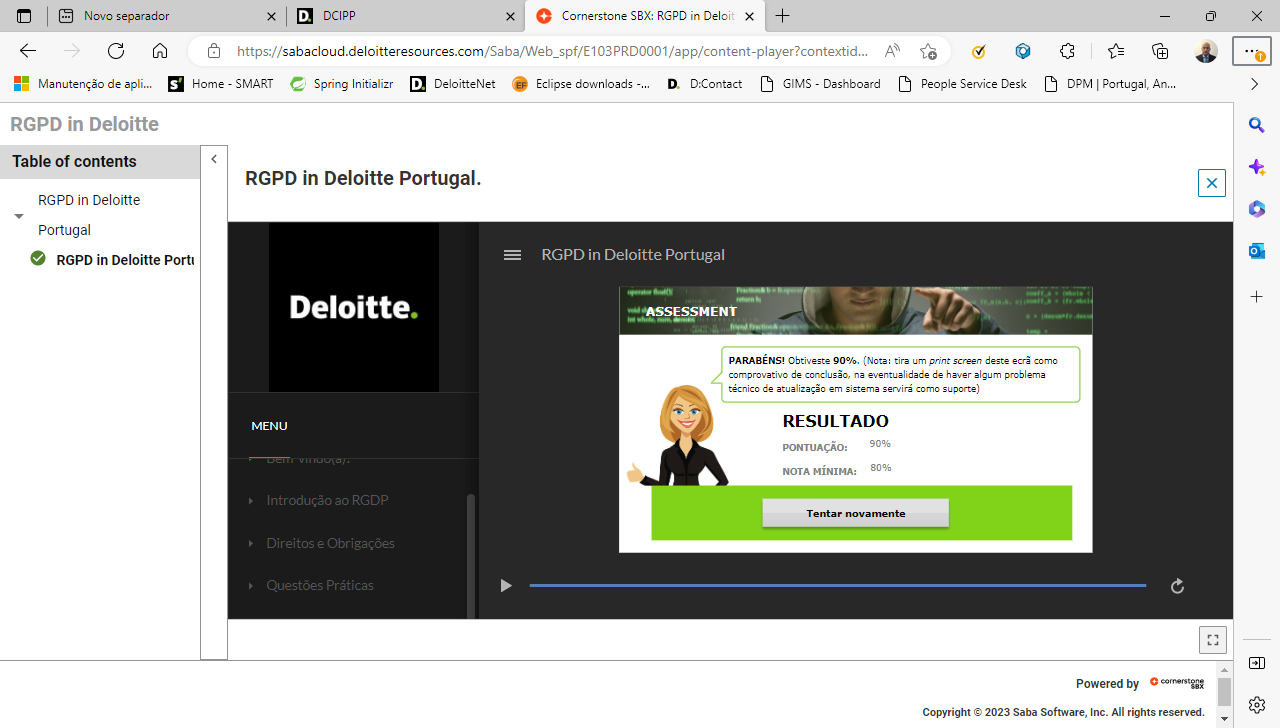 Novo separador
DCIPP
Cornerstone SBX: RGPD in Deloit
https://sabacloud.deloitteresources.com/Saba/Web_spf/E103PRD0001/app/content-player?contextid...
Manutenção de apli...
Home - SMART
Spring Initializr
DeloitteNet
Eclipse downloads -...
D:Contact
GIMS - Dashboard
People Service Desk
DPM | Portugal, An...
RGPD in Deloitte
Table of contents
RGPD in Deloitte
Portugal
RGPD in Deloitte Portu
RGPD in Deloitte Portugal.
Deloitte.
MENU
Bem Vindo(a)!
Introdução ao RGDP
Direitos e Obrigações
Questões Práticas
RGPD in Deloitte Portugal
ASSESSMENT
PARABÉNS! Obtiveste 90%. (Nota: tira um print screen deste ecrã como
comprovativo de conclusão, na eventualidade de haver algum problema
técnico de atualização em sistema servirá como suporte)
RESULTADO
PONTUAÇÃO: 90%
NOTA MÍNIMA: 80%
Tentar novamente
Powered by cornerstone SBX
Copyright © 2023 Saba Software, Inc. All rights reserved.